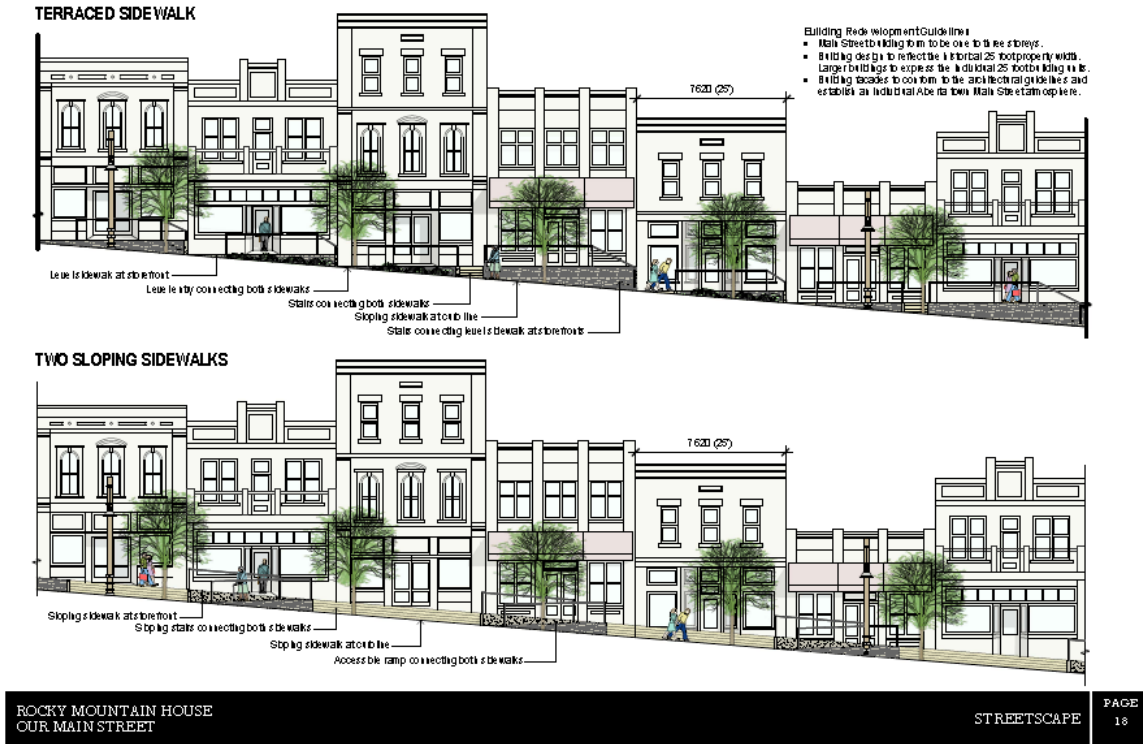 TERRACED SIDEWALK
Building Redevelopment Guidelines
• Main Street building form to be one to three storeys.
• Building design to reflect the historical 25 foot property width.
Larger buildings to express the individual 25 foot building units.
• Building facades to conform to the architectural guidelines and
establish an individual Alberta town Main Street atmosphere.
7620 (25')
Level sidewalk at storefront
Level entry connecting both sidewalks
Stairs connecting both sidewalks
Sloping sidewalk at curb line
Stairs connecting level sidewalk at storefronts
TWO SLOPING SIDEWALKS
7620 (25')
Sloping sidewalk at storefront
Sloping stairs connecting both sidewalks
Sloping sidewalk at curb line
Accessible ramp connecting both sidewalks
ROCKY MOUNTAIN HOUSE
OUR MAIN STREET
STREETSCAPE
PAGE
18